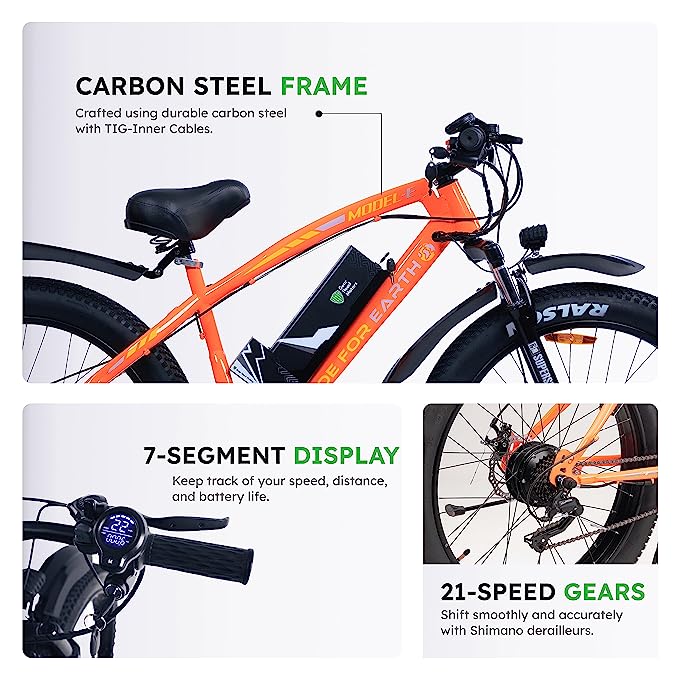 CARBON STEEL FRAME
Crafted using durable carbon steel
with TIG-Inner Cables.
MODEL-E
DE FOR EARTH
RALSO
SUPERS
7-SEGMENT DISPLAY
Keep track of your speed, distance,
and battery life.
22
21-SPEED GEARS
Shift smoothly and accurately
with Shimano derailleurs.